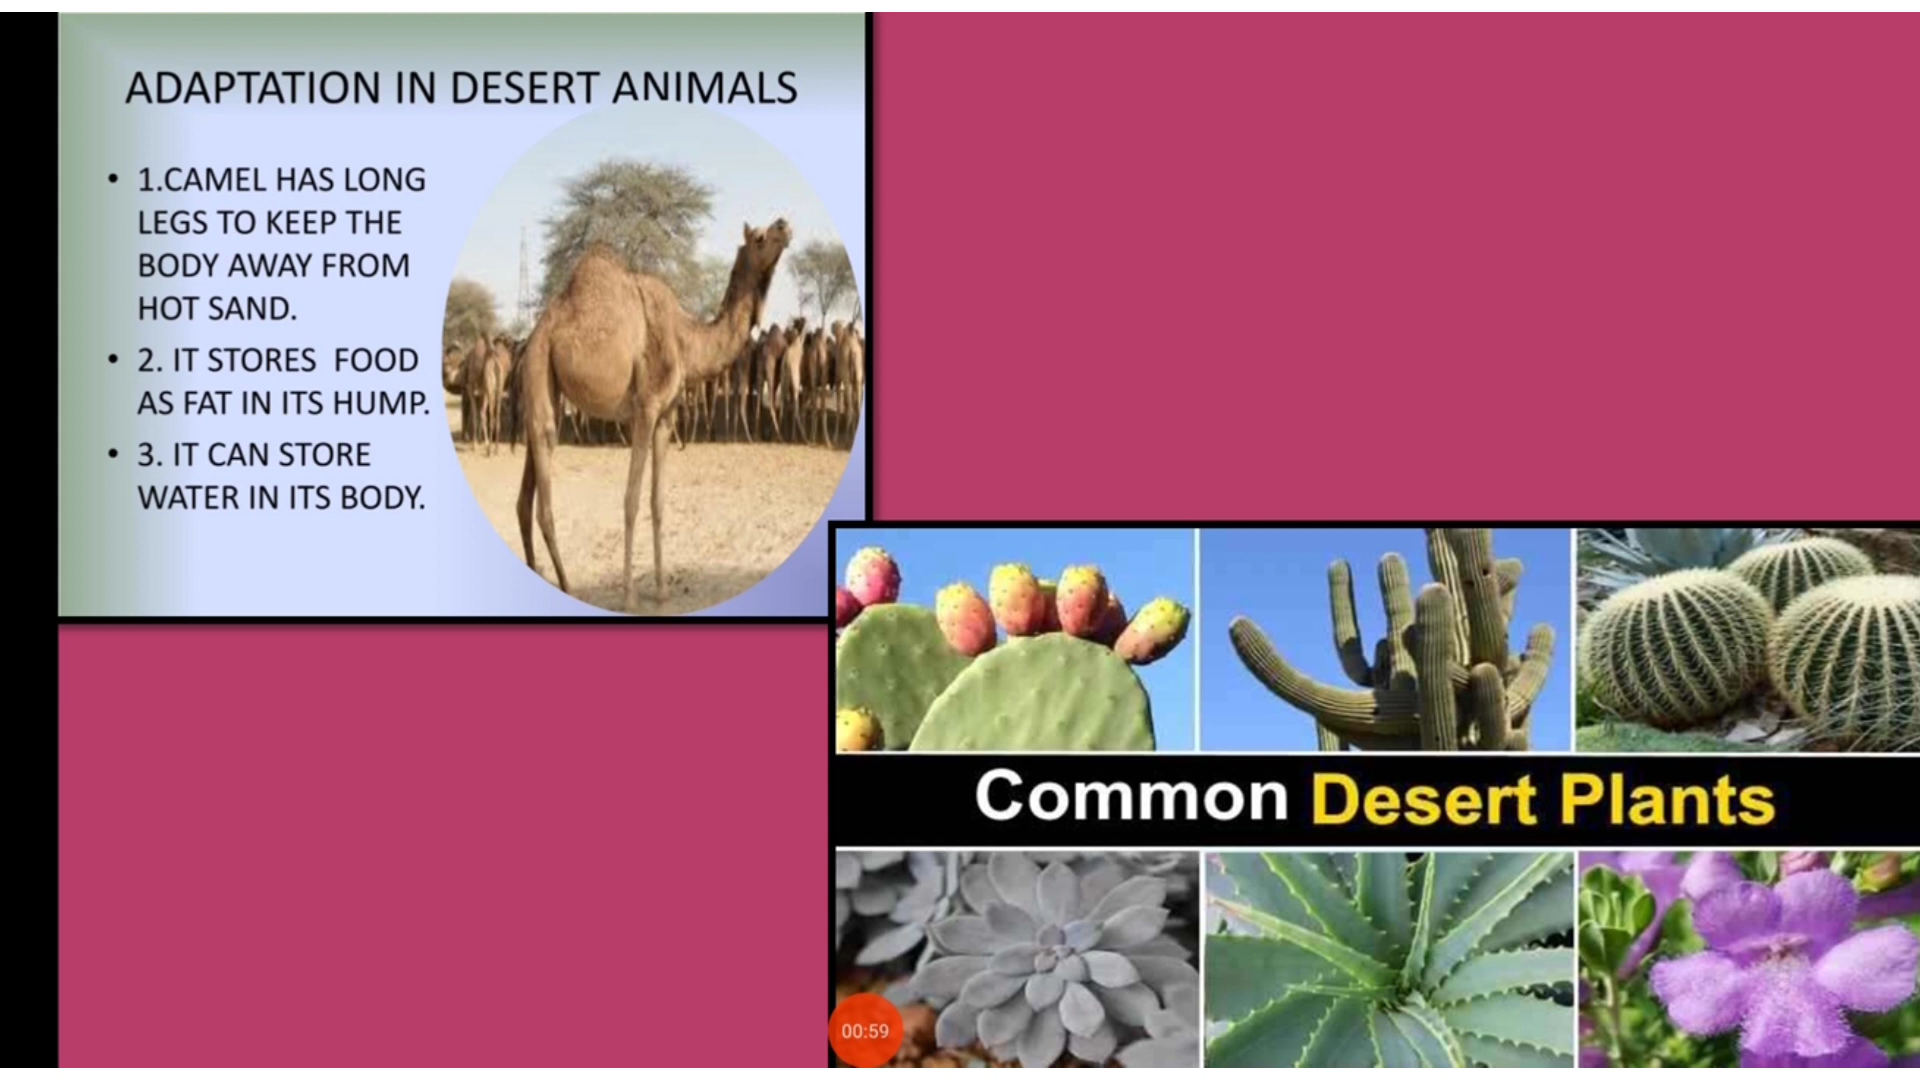 ADAPTATION IN DESERT ANIMALS
• 1.CAMEL HAS LONG
LEGS TO KEEP THE
BODY AWAY FROM
HOT SAND.
• 2. IT STORES FOOD
AS FAT IN ITS HUMP.
• 3. IT CAN STORE
WATER IN ITS BODY.
Common Desert Plants
00:59